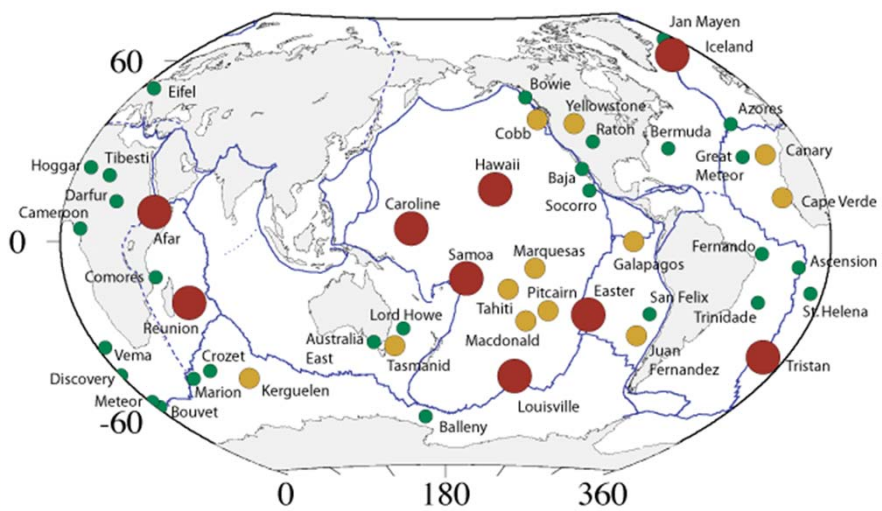 Jan Mayen
Iceland
60
Eifel
Bowie
Yellowstone
Azores
Cobb
Raton
Bermuda
Hoggar
Tibesti
Great
Meteor
Canary
Hawaii
Baja
Darfur
Socorro
Cape Verde
Cameroon
Caroline
0
Afar
Samoa
Marquesas
Galapagos
Fernando
Ascension
Comores
Tahiti
Pitcairn
Easter
San Felix
Reunion
Lord Howe
Trinidade
St. Helena
Australia
East
Macdonald
Vema
Crozet
Tasmanid
Juan
Fernandez
Tristan
Discovery
Marion
Kerguelen
Meteor
Bouvet
Louisville
-60
Balleny
0
180
360